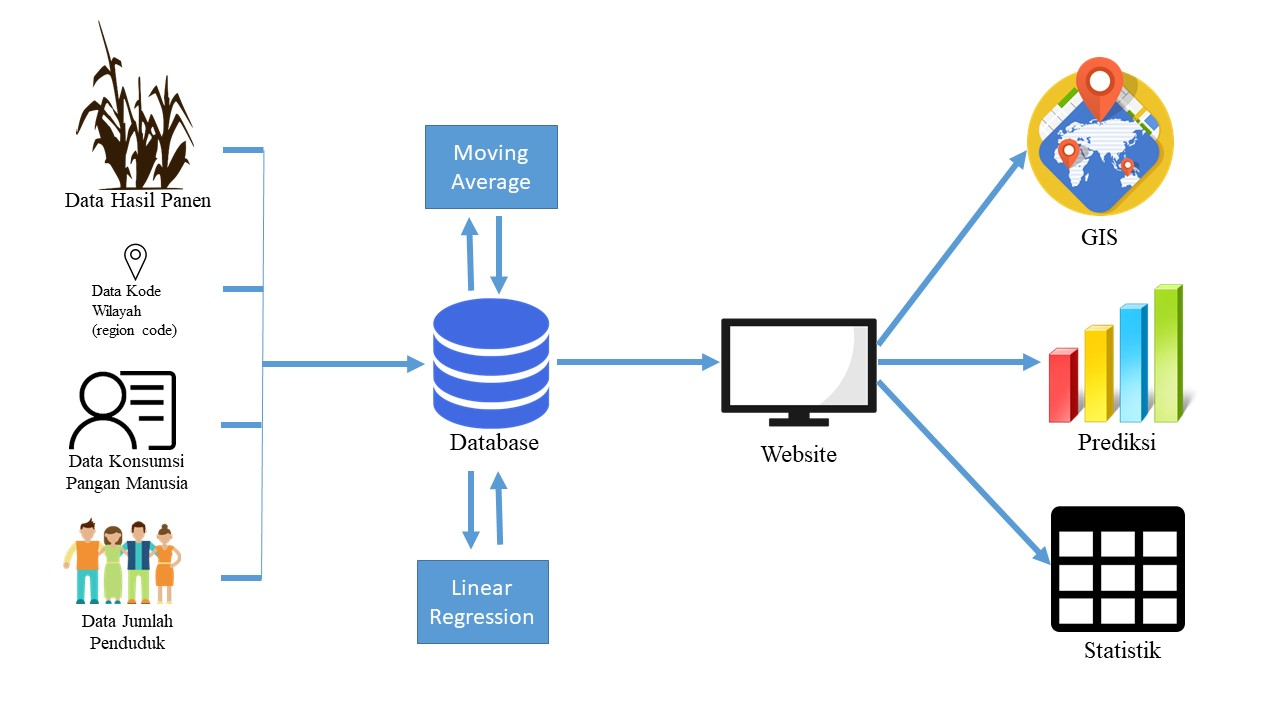 Data Hasil Panen
Data Kode
Wilayah
(region code)
Data Konsumsi
Pangan Manusia
Data Jumlah
Penduduk
Moving
Average
Database
Linear
Regression
Website
GIS
Prediksi
Statistik